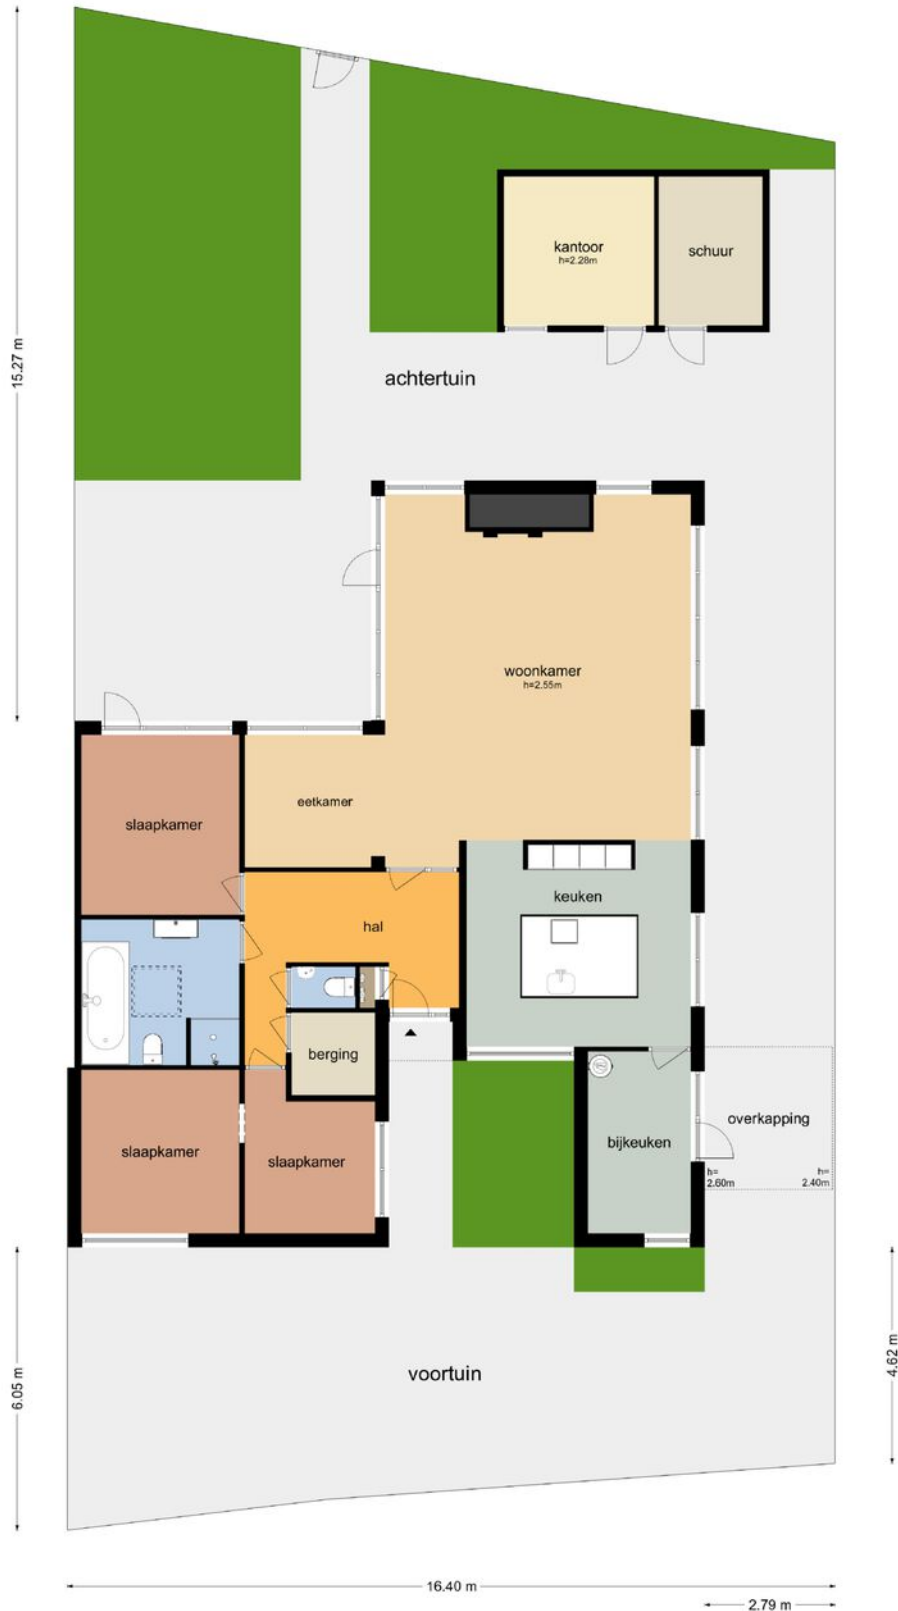 kantoor
h=2.28m
schuur
15.27 m
achtertuin
woonkamer
h=2.55m
eetkamer
slaapkamer
keuken
hal
berging
overkapping
bijkeuken
slaapkamer
slaapkamer
h=
2.60m
h=
2.40m
4.62 m
voortuin
6.05 m
16.40 m
2.79 m